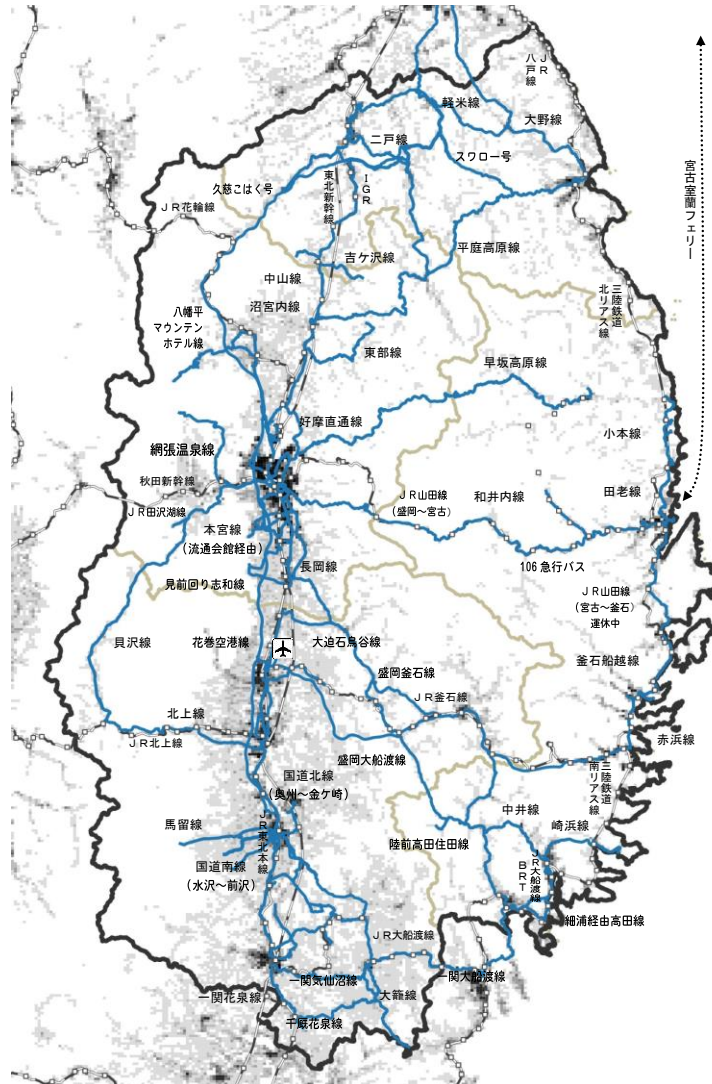 JR
八戸線
軽米線
大野線
二戸線
スワロー号
宮古室蘭フェリー
久慈こはく号
東北新幹線
IGR
JR花輪線
平庭高原線
吉ケ沢線
中山線
沼宮内線
三陸鉄道
北リアス線
八幡平
マウンテン
ホテル線
東部線
早坂高原線
好摩直通線
小本線
網張温泉線
秋田新幹線
田老線
JR山田線
(盛岡～宮古)
和井内線
JR田沢湖線
本宮線
(流通会館経由)
106急行バス
長岡線
見前回り志和線
JR山田線
(宮古～釜石)
運休中
貝沢線
花巻空港線
大迫石鳥谷線
釜石船越線
盛岡釜石線
JR釜石線
北上線
赤浜線
JR北上線
盛岡大船渡線
三陸鉄道
南リアス線
国道北線
(奥州～金ケ崎)
中井線
JR東北本線
馬留線
崎浜線
陸前高田住田線
国道南線
(水沢～前沢)
JR大船渡線
BRT
細浦経由高田線
JR大船渡線
一関気仙沼線
一関大船渡線
一関花泉線
大籠線
千厩花泉線